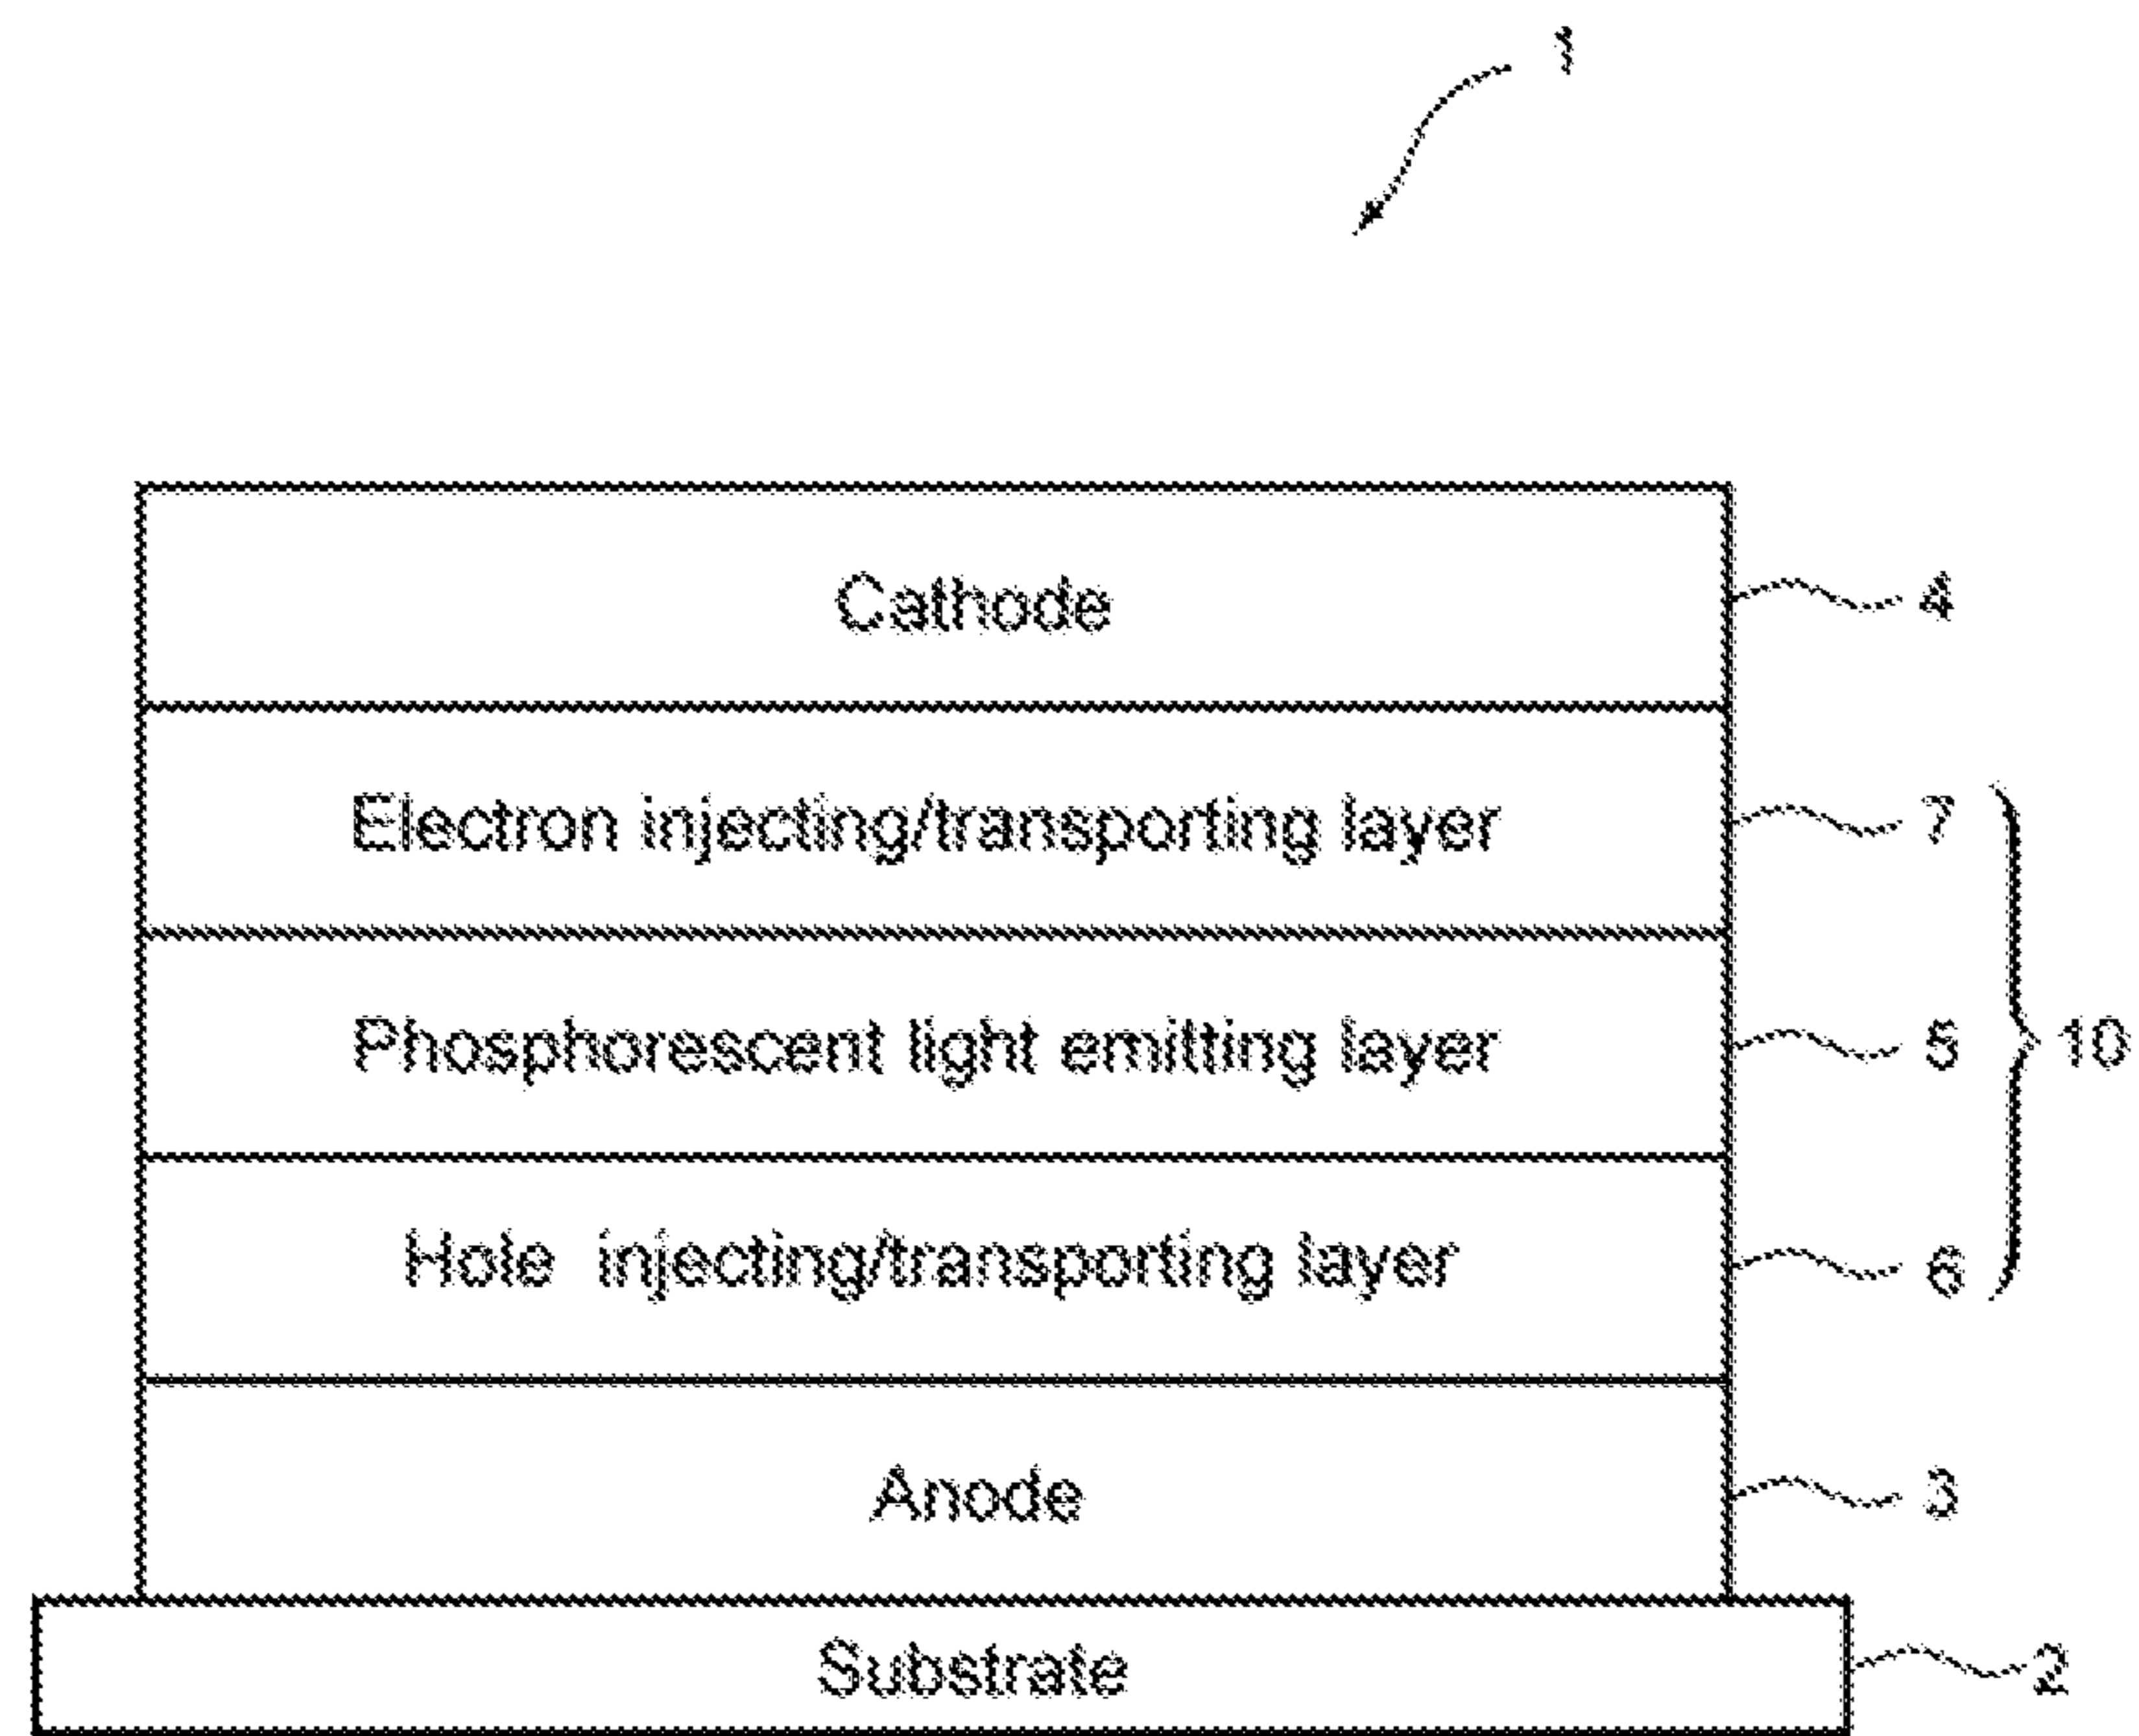 1
Cathode 4
Electron injecting/transporting layer 7
Phosphorescent light emitting layer 5 10
Hole injecting/transporting layer 6
Anode 3
Substrate 2